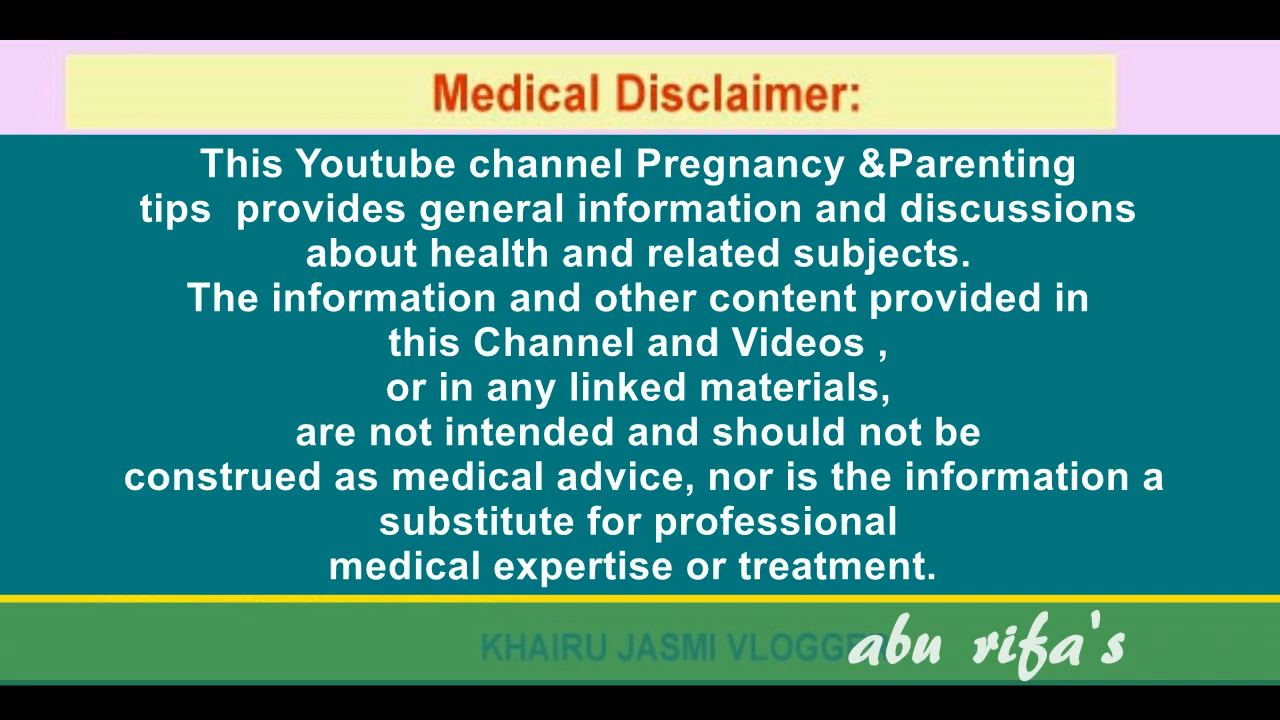 Medical Disclaimer:
This Youtube channel Pregnancy &Parenting
tips  provides general information and discussions
about health and related subjects.
The information and other content provided in
this Channel and Videos ,
or in any linked materials,
are not intended and should not be
construed as medical advice, nor is the information a
substitute for professional
medical expertise or treatment.
KHAIRU JASMI
abu rifa's